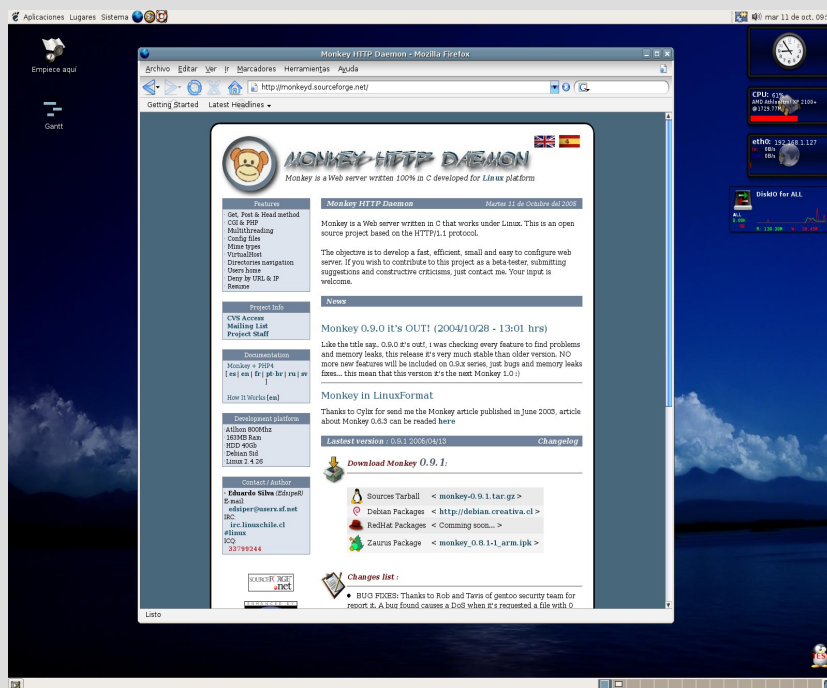 Aplicaciones Lugares Sistema
mar 11 de oct, 09:
Empiece aquí
Gantt
Monkey HTTP Daemon - Mozilla Firefox
Archivo Editar Ver Ir Marcadores Herramientas Ayuda
http://monkeyd.sourceforge.net/
Getting Started Latest Headlines
MONKEY HTTP DAEMON
Monkey is a Web server written 100% in C developed for Linux platform
Features
Get, Post & Head method
CGI & PHP
Multithreading
Config files
Mime types
VirtualHost
Directories navigation
Users home
Deny by URL & IP
Resume
Project Info
CVS Access
Mailing List
Project Staff
Documentation
Monkey + PHP4
[ es | en | fr | pt-br | ru | sv ]
How It Works [en]
Development platform
Atlhon 800Mhz
163MB Ram
HDD 40Gb
Debian Sid
Linux 2.4.26
Contact / Author
Eduardo Silva (EdsipeR)
E-mail
edsiper@users.sf.net
IRC:
irc.linuxchile.cl
#linux
ICQ:
33799244
SOURCEFORGE
.net
Monkey HTTP Daemon
Martes 11 de Octubre del 2005
Monkey is a Web server written in C that works under Linux. This is an open
source project based on the HTTP/1.1 protocol.
The objective is to develop a fast, efficient, small and easy to configure web
server. If you wish to contribute to this project as a beta-tester, submitting
suggestions and constructive criticisms, just contact me. Your input is
welcome.
News
Monkey 0.9.0 it's OUT! (2004/10/28 - 13:01 hrs)
Like the title say.. 0.9.0 it's out!, i was checking every feature to find problems
and memory leaks, this release it's very much stable than older version. NO
more new features will be included on 0.9.x series, just bugs and memory leaks
fixes... this mean that this version it's the next Monkey 1.0 :)
Monkey in LinuxFormat
Thanks to Cylix for send me the Monkey article published in June 2003, article
about Monkey 0.6.3 can be readed here
Lastest version : 0.9.1 2005/04/13
Changelog
Download Monkey 0.9.1:
Sources Tarball < monkey-0.9.1.tar.gz >
Debian Packages < http://debian.creativa.cl >
RedHat Packages < Comming soon... >
Zaurus Package < monkey_0.8.1-1_arm.ipk >
Changes list :
BUG FIXES: Thanks to Rob and Tavis of gentoo security team for
report it. A bug found causes a DoS when it's requested a file with 0
Listo
CPU: 61%
AMD Athlon(tm) XP 2100+
@1729.77M
eth0: 192.168.1.127
0B/s
0B/s
DiskIO for ALL
ALL